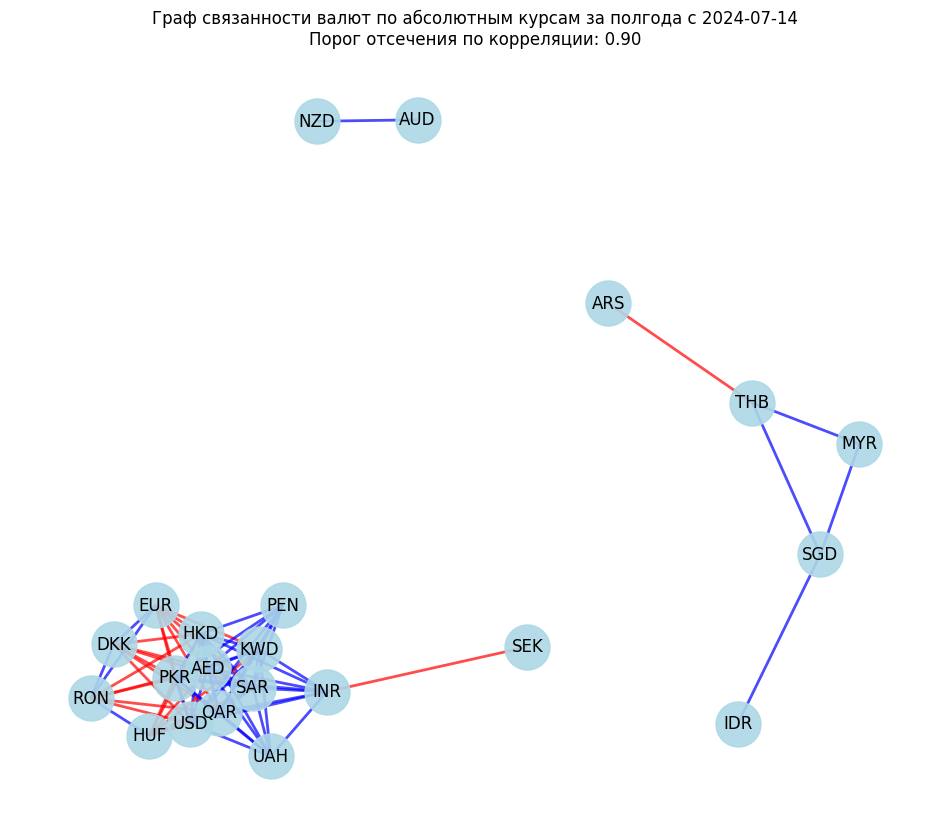 Граф связанности валют по абсолютным курсам за полгода с 2024-07-14
Порог отсечения по корреляции: 0.90
NZD
AUD
ARS
THB
MYR
SGD
EUR
PEN
HKD
DKK
KWD
SEK
AED
PKR
SAR
INR
RON
QAR
USD
IDR
HUF
UAH